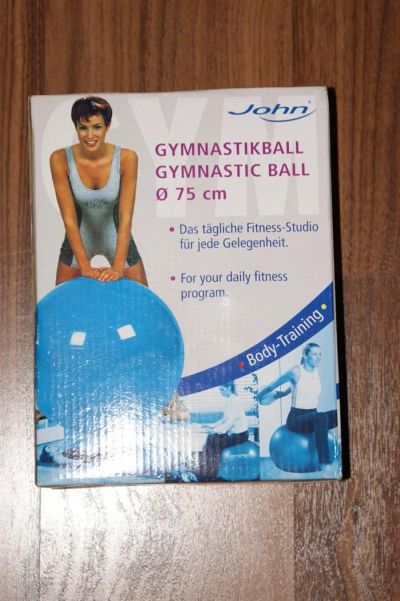 GYM
John
GYMNASTIKBALL
GYMNASTIC BALL
Ø 75 cm
• Das tägliche Fitness-Studio
für jede Gelegenheit.
• For your daily fitness
program.
• Body-Training •